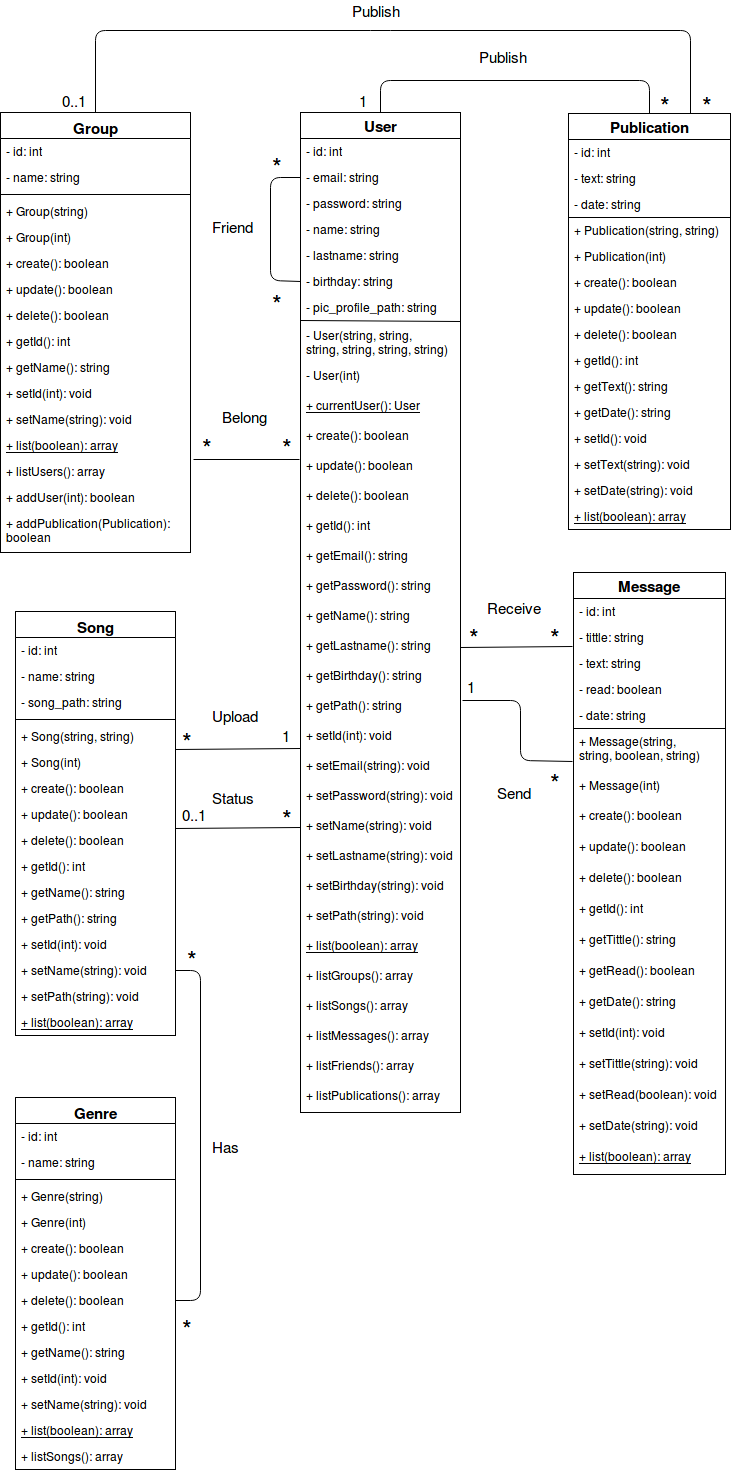 Publish
Publish
0..1
1
*
*
Group
- id: int
- name: string
+ Group(string)
+ Group(int)
+ create(): boolean
+ update(): boolean
+ delete(): boolean
+ getId(): int
+ getName(): string
+ setId(int): void
+ setName(string): void
+ list(boolean): array
+ listUsers(): array
+ addUser(int): boolean
+ addPublication(Publication):
boolean
*
Friend
*
Belong
*
*
User
- id: int
- email: string
- password: string
- name: string
- lastname: string
- birthday: string
- pic_profile_path: string
- User(string, string,
string, string, string, string)
- User(int)
+ currentUser(): User
+ create(): boolean
+ update(): boolean
+ delete(): boolean
+ getId(): int
+ getEmail(): string
+ getPassword(): string
+ getName(): string
+ getLastname(): string
+ getBirthday(): string
+ getPath(): string
+ setId(int): void
+ setEmail(string): void
+ setPassword(string): void
+ setName(string): void
+ setLastname(string): void
+ setBirthday(string): void
+ setPath(string): void
+ list(boolean): array
+ listGroups(): array
+ listSongs(): array
+ listMessages(): array
+ listFriends(): array
+ listPublications(): array
Publication
- id: int
- text: string
- date: string
+ Publication(string, string)
+ Publication(int)
+ create(): boolean
+ update(): boolean
+ delete(): boolean
+ getId(): int
+ getText(): string
+ getDate(): string
+ setId(): void
+ setText(string): void
+ setDate(string): void
+ list(boolean): array
Receive
*
*
1
Send
*
Message
- id: int
- tittle: string
- text: string
- read: boolean
- date: string
+ Message(string,
string, boolean, string)
+ Message(int)
+ create(): boolean
+ update(): boolean
+ delete(): boolean
+ getId(): int
+ getTittle(): string
+ getRead(): boolean
+ getDate(): string
+ setId(int): void
+ setTittle(string): void
+ setRead(boolean): void
+ setDate(string): void
+ list(boolean): array
Song
- id: int
- name: string
- song_path: string
+ Song(string, string)
+ Song(int)
+ create(): boolean
+ update(): boolean
+ delete(): boolean
+ getId(): int
+ getName(): string
+ getPath(): string
+ setId(int): void
+ setName(string): void
+ setPath(string): void
+ list(boolean): array
Upload
*
1
Status
0..1
*
*
Has
*
Genre
- id: int
- name: string
+ Genre(string)
+ Genre(int)
+ create(): boolean
+ update(): boolean
+ delete(): boolean
+ getId(): int
+ getName(): string
+ setId(int): void
+ setName(string): void
+ list(boolean): array
+ listSongs(): array